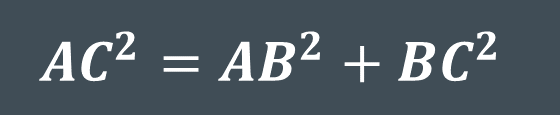 AC² = AB² + BC²